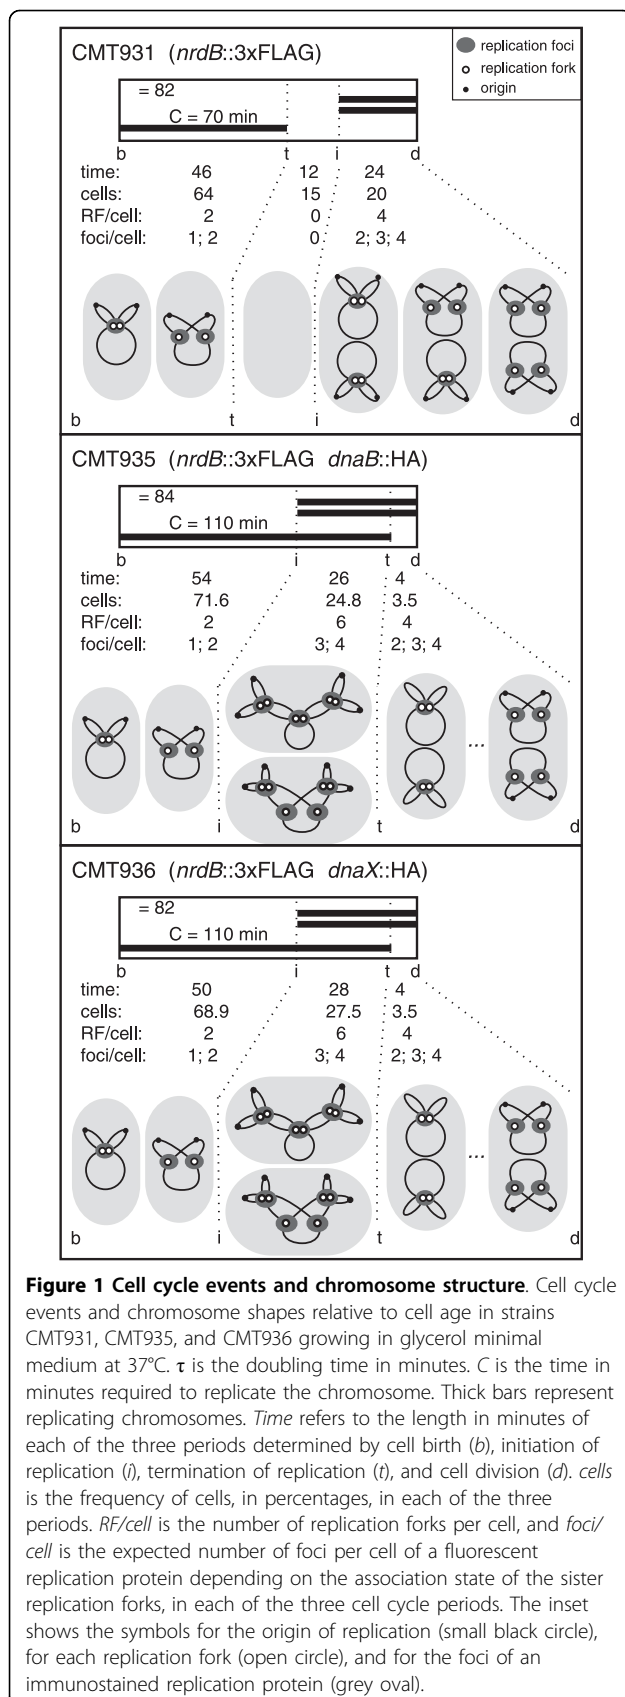 CMT931 (nrdB::3xFLAG)
replication foci
replication fork
origin
= 82
C = 70 min
b t i d
time: 46 12 24
cells: 64 15 20
RF/cell: 2 0 4
foci/cell: 1; 2 0 2; 3; 4
b t i d
CMT935 (nrdB::3xFLAG dnaB::HA)
= 84
C = 110 min
b i t d
time: 54 26 4
cells: 71.6 24.8 3.5
RF/cell: 2 6 4
foci/cell: 1; 2 3; 4 2; 3; 4
...
b i t d
CMT936 (nrdB::3xFLAG dnaX::HA)
= 82
C = 110 min
b i t d
time: 50 28 4
cells: 68.9 27.5 3.5
RF/cell: 2 6 4
foci/cell: 1; 2 3; 4 2; 3; 4
...
b i t d
Figure 1 Cell cycle events and chromosome structure. Cell cycle
events and chromosome shapes relative to cell age in strains
CMT931, CMT935, and CMT936 growing in glycerol minimal
medium at 37°C. τ is the doubling time in minutes. C is the time in
minutes required to replicate the chromosome. Thick bars represent
replicating chromosomes. Time refers to the length in minutes of
each of the three periods determined by cell birth (b), initiation of
replication (i), termination of replication (t), and cell division (d). cells
is the frequency of cells, in percentages, in each of the three
periods. RF/cell is the number of replication forks per cell, and foci/
cell is the expected number of foci per cell of a fluorescent
replication protein depending on the association state of the sister
replication forks, in each of the three cell cycle periods. The inset
shows the symbols for the origin of replication (small black circle),
for each replication fork (open circle), and for the foci of an
immunostained replication protein (grey oval).